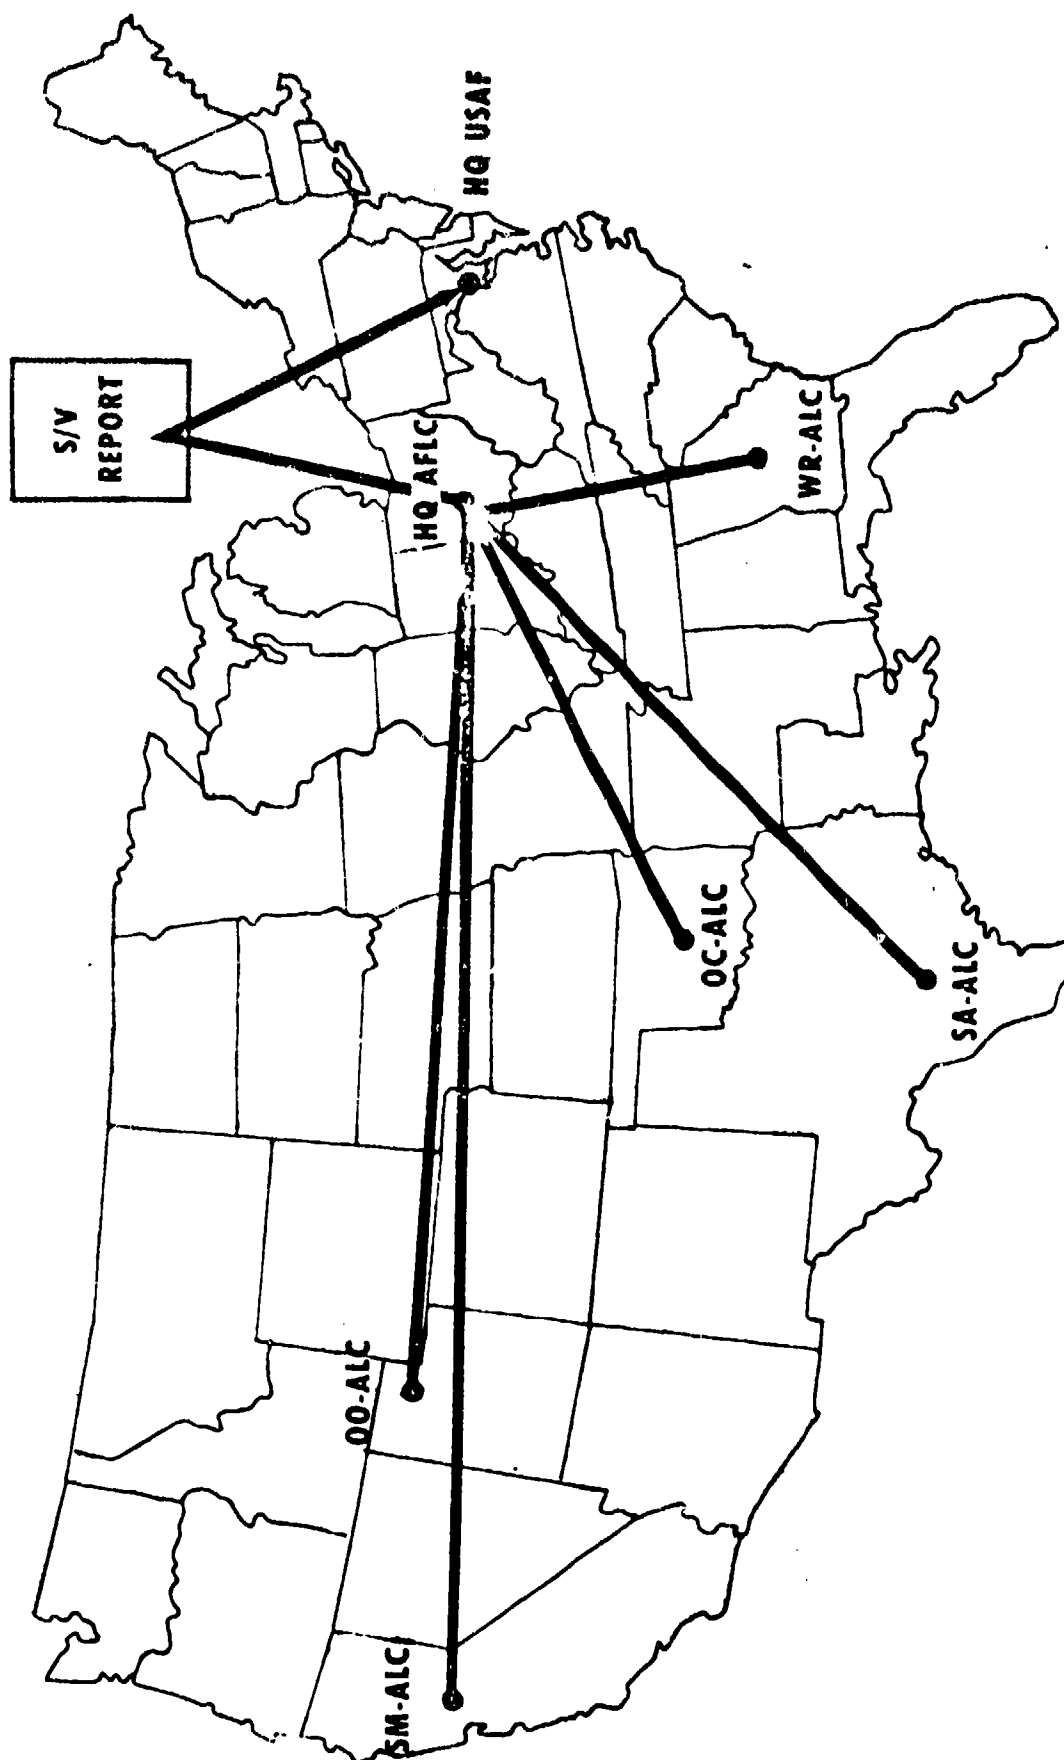 S/V
REPORT
HQ USAF
HQ AFLC
WR-ALC
OC-ALC
SA-ALC
OO-ALC
SM-ALC